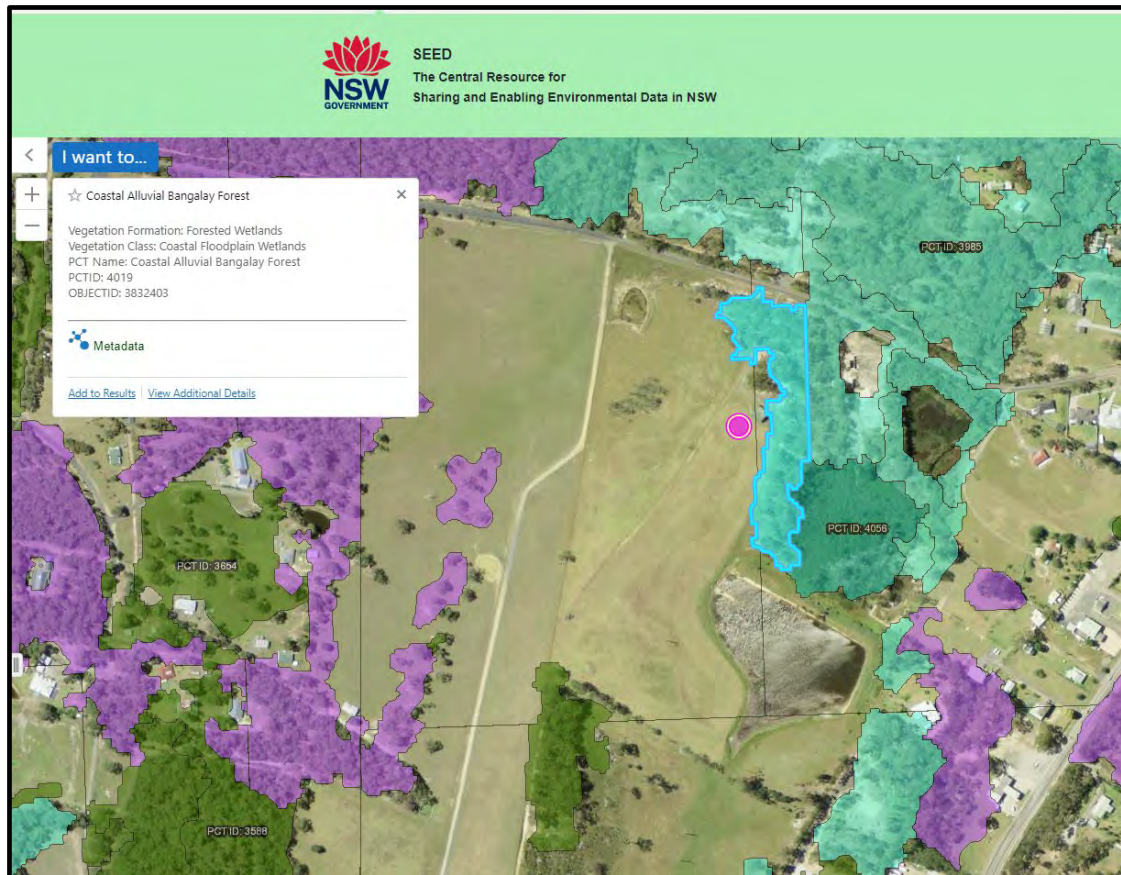 NSW
GOVERNMENT
SEED
The Central Resource for
Sharing and Enabling Environmental Data in NSW
I want to...
Coastal Alluvial Bangalay Forest
Vegetation Formation: Forested Wetlands
Vegetation Class: Coastal Floodplain Wetlands
PCT Name: Coastal Alluvial Bangalay Forest
PCTID: 4019
OBJECTID: 3832403
Metadata
Add to Results View Additional Details
PCT ID: 3985
PCT ID: 4056
PCT ID: 3654
PCT ID: 3588